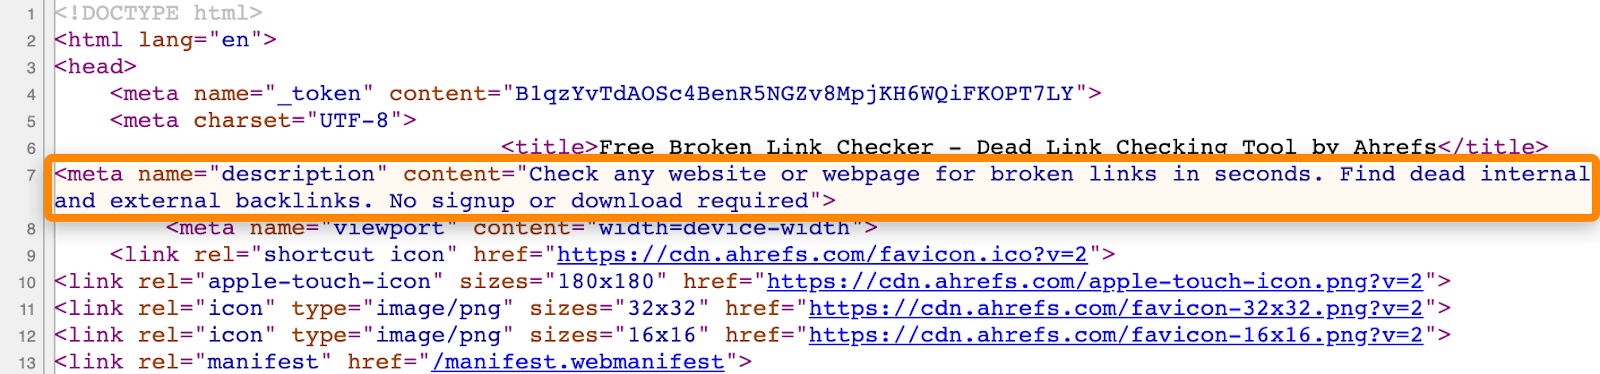 1 <!DOCTYPE html>
2 <html lang="en">
3 <head>
4 <meta name="_token" content="B1qzYvTdAOSc4BenR5NGZv8MpjKH6WQiFKOPT7LY">
5 <meta charset="UTF-8">
6 <title>Free Broken Link Checker - Dead Link Checking Tool by Ahrefs</title>
7 <meta name="description" content="Check any website or webpage for broken links in seconds. Find dead internal
and external backlinks. No signup or download required">
8 <meta name="viewport" content="width=device-width">
9 <link rel="shortcut icon" href="https://cdn.ahrefs.com/favicon.ico?v=2">
10 <link rel="apple-touch-icon" sizes="180x180" href="https://cdn.ahrefs.com/apple-touch-icon.png?v=2">
11 <link rel="icon" type="image/png" sizes="32x32" href="https://cdn.ahrefs.com/favicon-32x32.png?v=2">
12 <link rel="icon" type="image/png" sizes="16x16" href="https://cdn.ahrefs.com/favicon-16x16.png?v=2">
13 <link rel="manifest" href="/manifest.webmanifest">